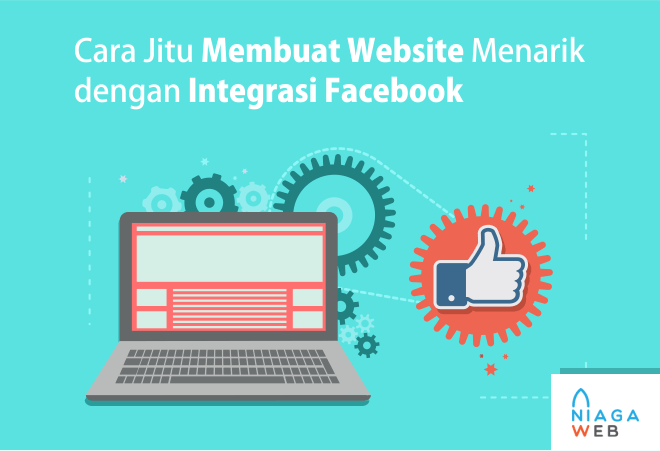 Cara Jitu Membuat Website Menarik
dengan Integrasi Facebook
NIAGA
WEB